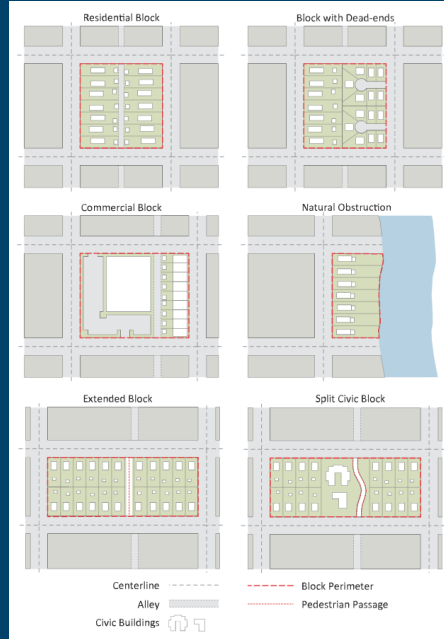 Residential Block
Block with Dead-ends
Commercial Block
Natural Obstruction
Extended Block
Split Civic Block
Centerline
Block Perimeter
Alley
Pedestrian Passage
Civic Buildings